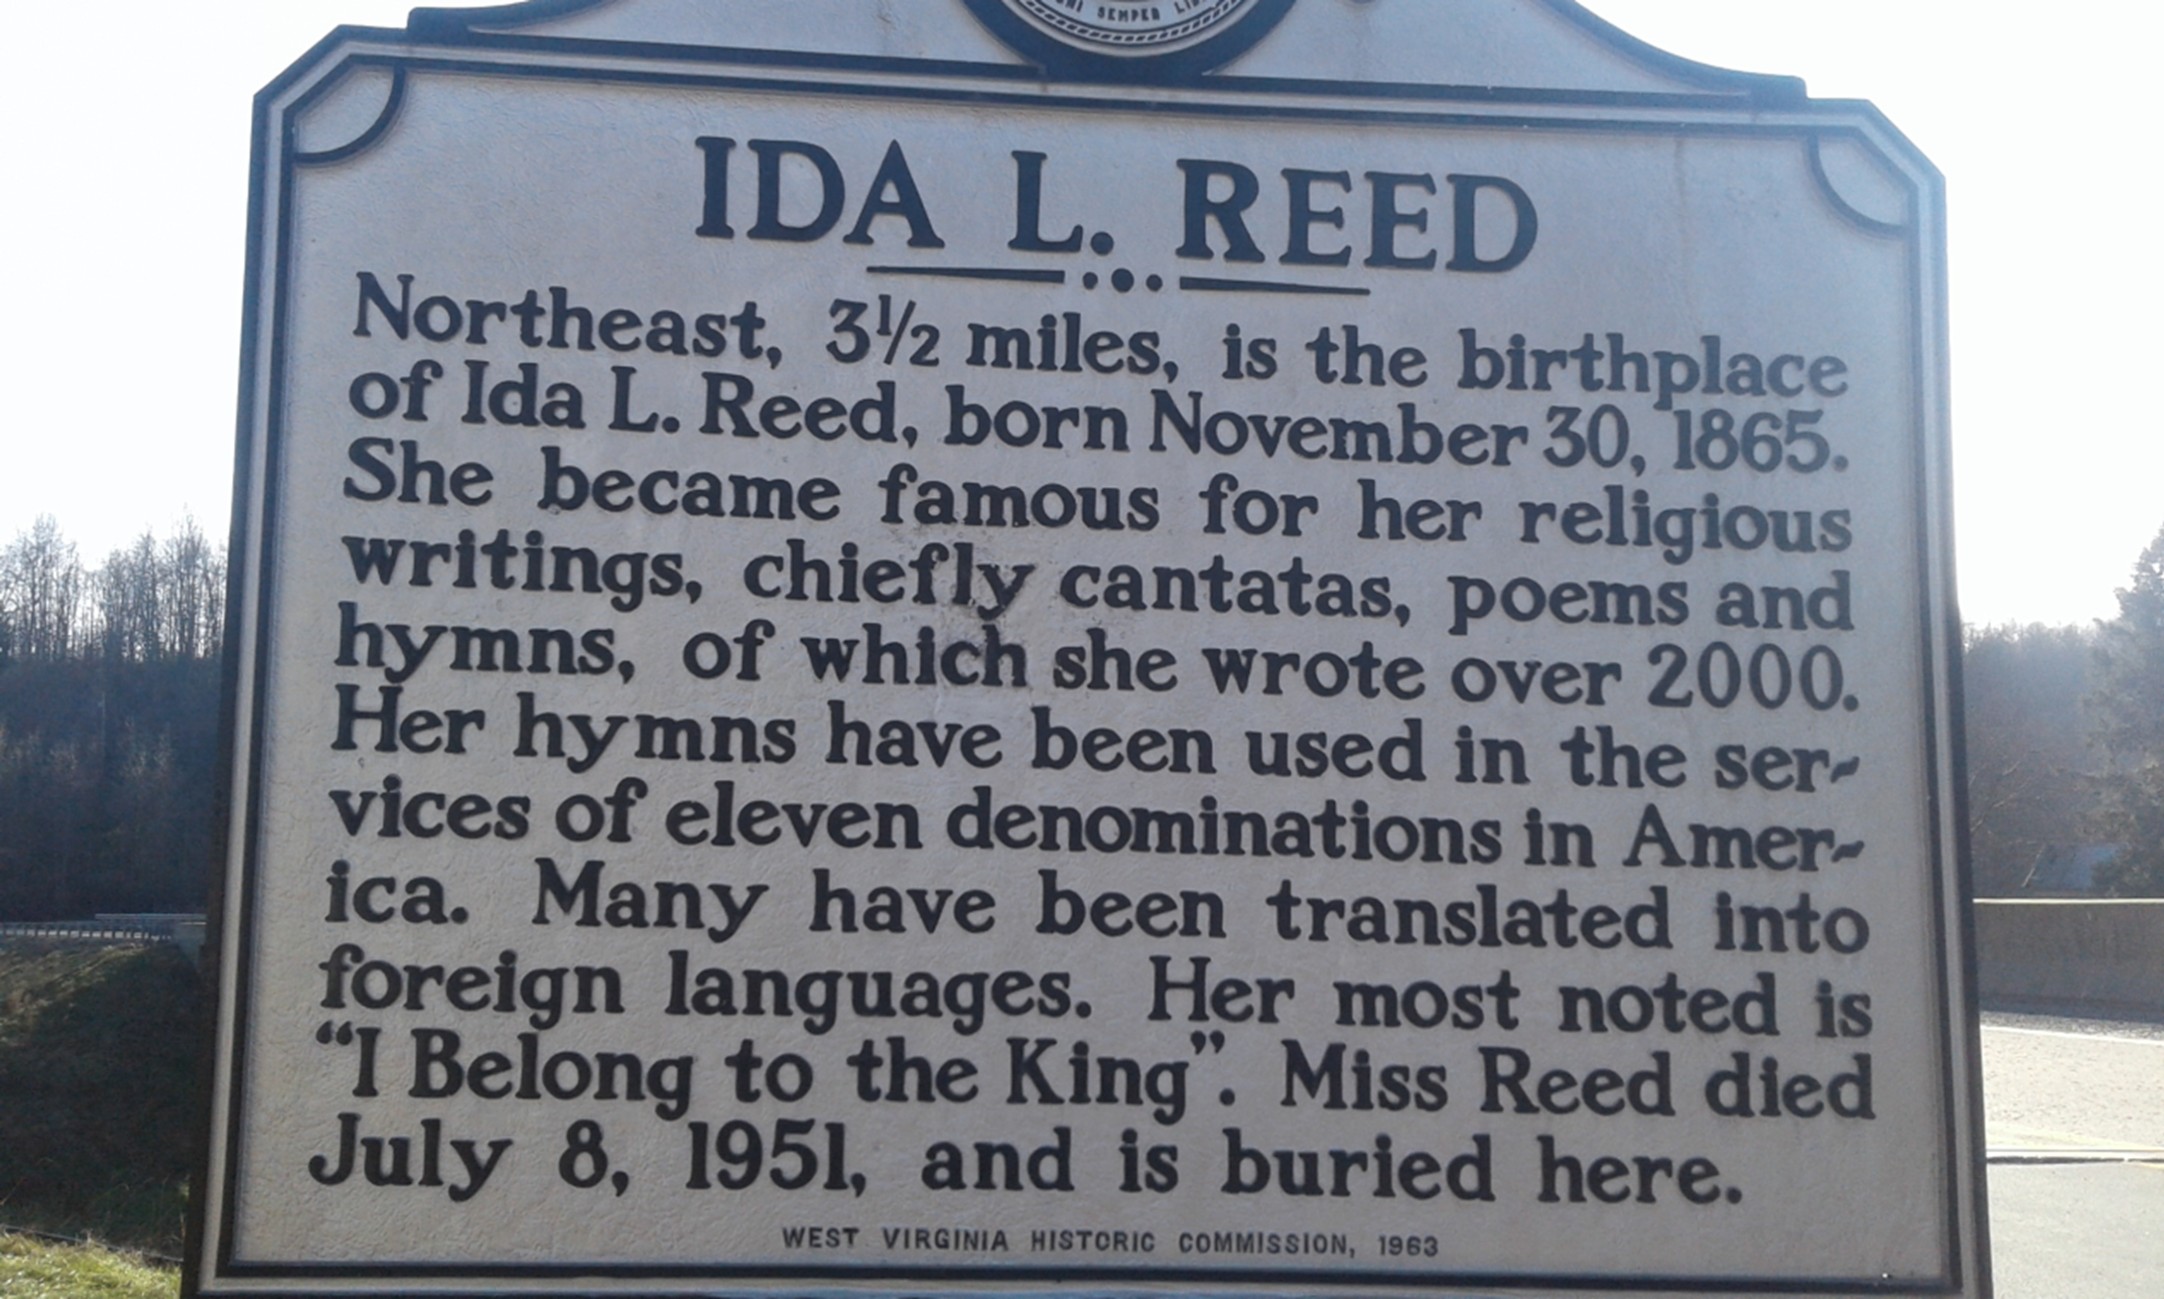 SEMPER
IDA L. REED
Northeast, 3½ miles, is the birthplace
of Ida L. Reed, born November 30, 1865.
She became famous for her religious
writings, chiefly cantatas, poems and
hymns, of which she wrote over 2000.
Her hymns have been used in the ser-
vices of eleven denominations in Amer-
ica. Many have been translated into
foreign languages. Her most noted is
“I Belong to the King”. Miss Reed died
July 8, 1951, and is buried here.
WEST VIRGINIA HISTORIC COMMISSION, 1963